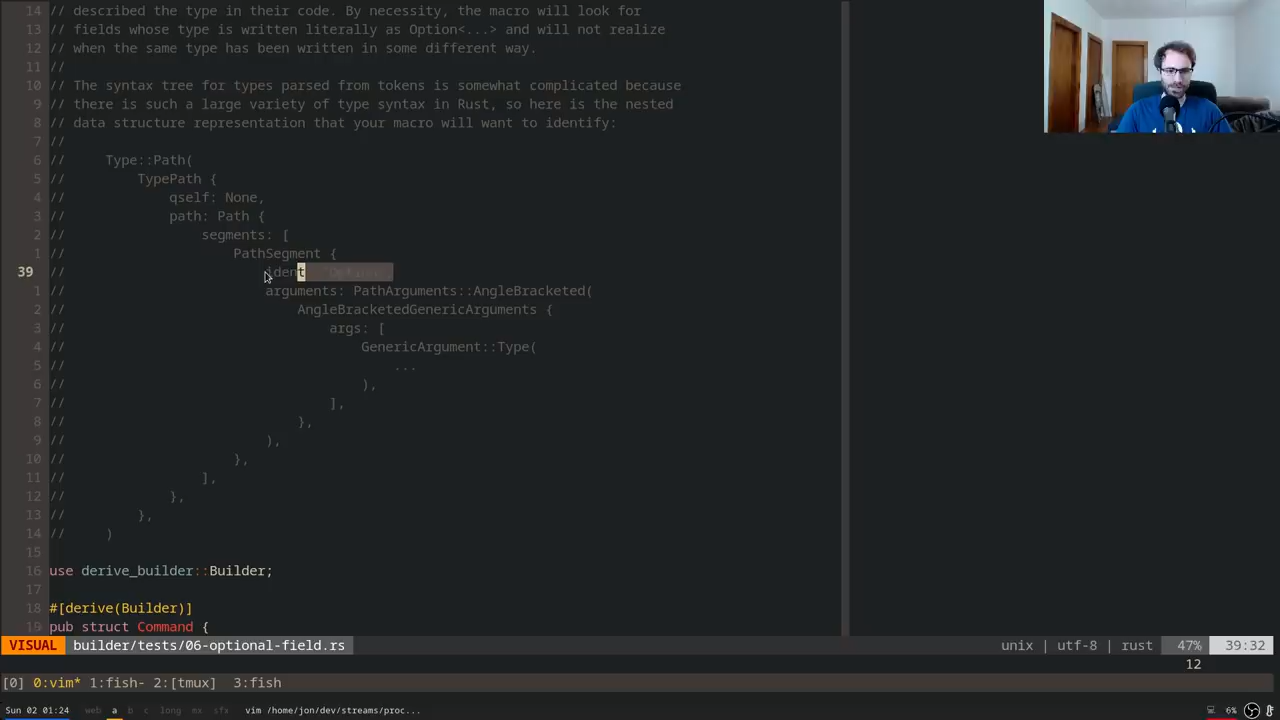 14 // described the type in their code. By necessity, the macro will look for
13 // fields whose type is written literally as Option<...> and will not realize
12 // when the same type has been written in some different way.
11 //
10 // The syntax tree for types parsed from tokens is somewhat complicated because
9 // there is such a large variety of type syntax in Rust, so here is the nested
8 // data structure representation that your macro will want to identify:
7 //
6 //     Type::Path(
5 //         TypePath {
4 //             qself: None,
3 //             path: Path {
2 //                 segments: [
1 //                     PathSegment {
39 //                         ident: "Option",
1 //                         arguments: PathArguments::AngleBracketed(
2 //                             AngleBracketedGenericArguments {
3 //                                 args: [
4 //                                     GenericArgument::Type(
5 //                                         ...
6 //                                     ),
7 //                                 ],
8 //                             },
9 //                         ),
10 //                     },
11 //                 ],
12 //             },
13 //         },
14 //     )
15
16 use derive_builder::Builder;
17
18 #[derive(Builder)]
19 pub struct Command {
VISUAL builder/tests/06-optional-field.rs unix | utf-8 | rust 47% 39:32
12
[0] 0:vim* 1:fish- 2:[tmux] 3:fish
Sun 02 01:24 web a b c long mx sfx vim /home/jon/dev/streams/proc... 6%